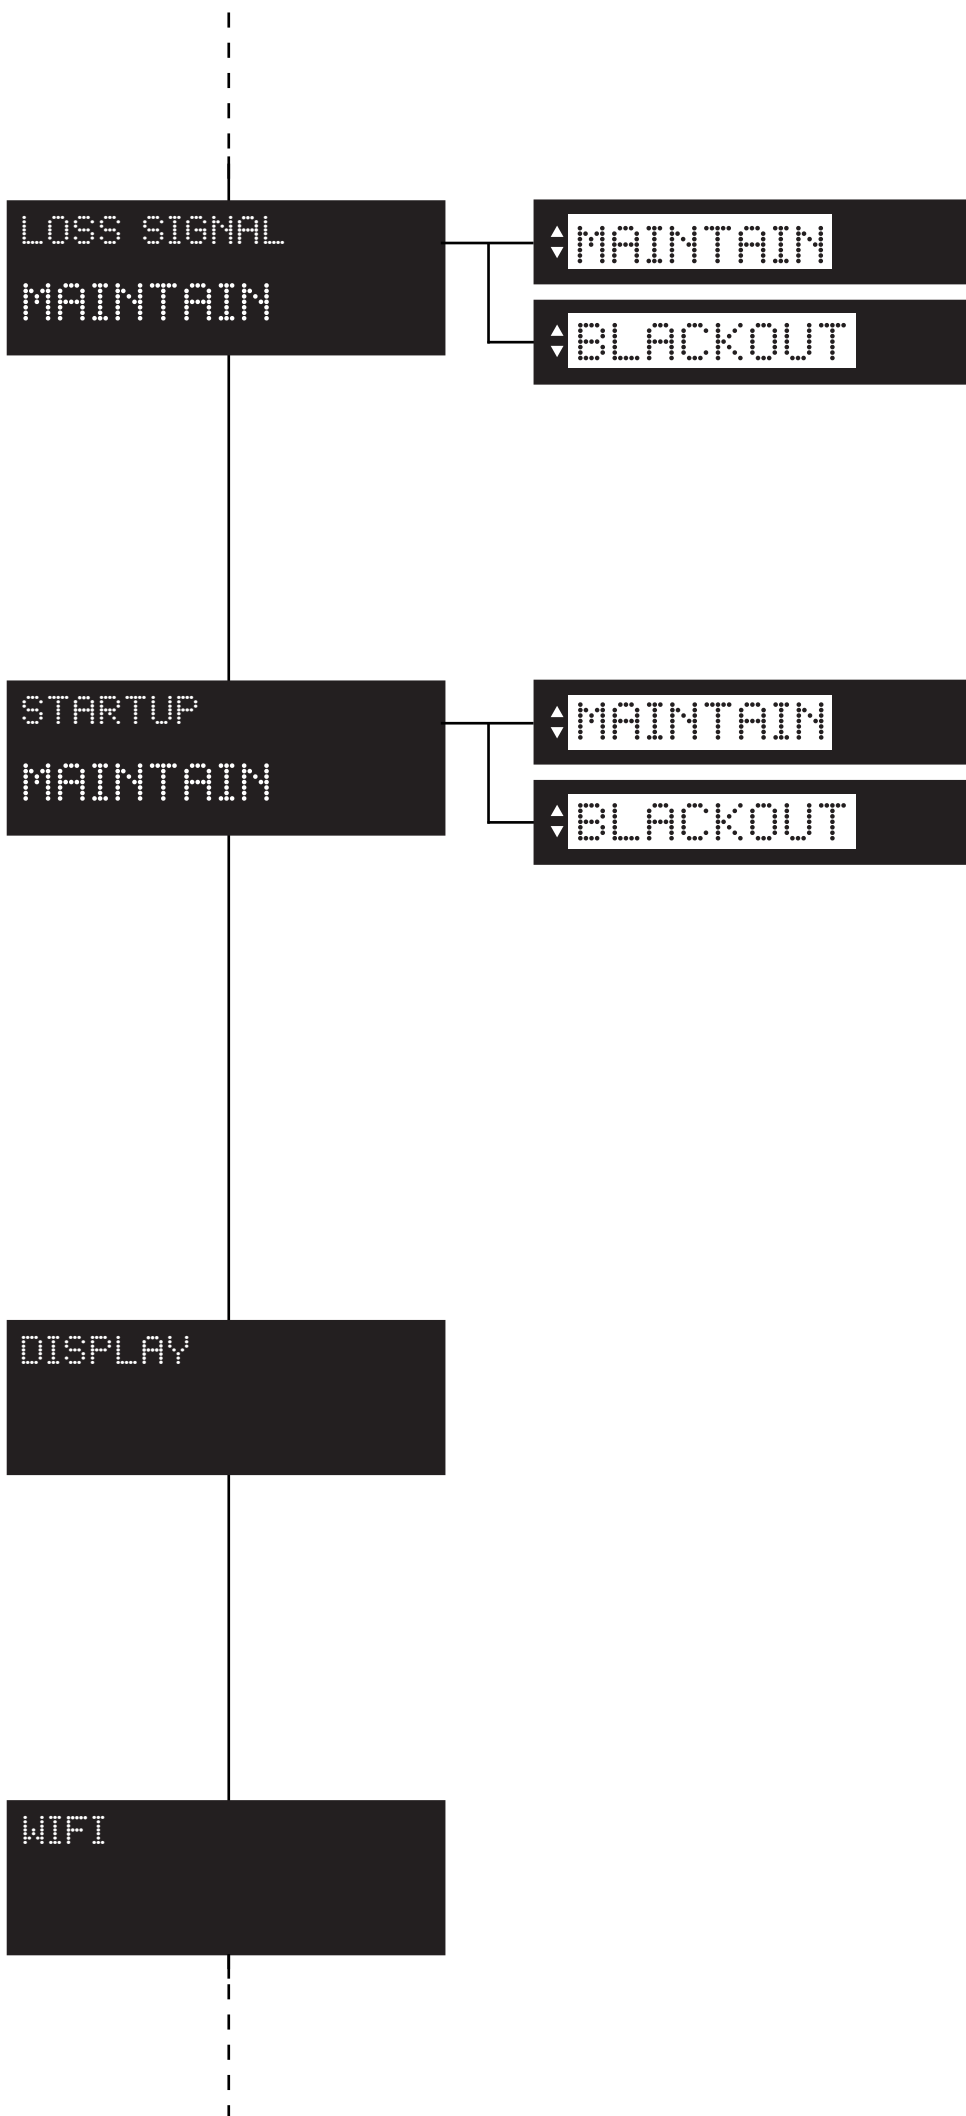 LOSS SIGNAL
MAINTAIN
MAINTAIN
BLACKOUT
STARTUP
MAINTAIN
MAINTAIN
BLACKOUT
DISPLAY
WIFI